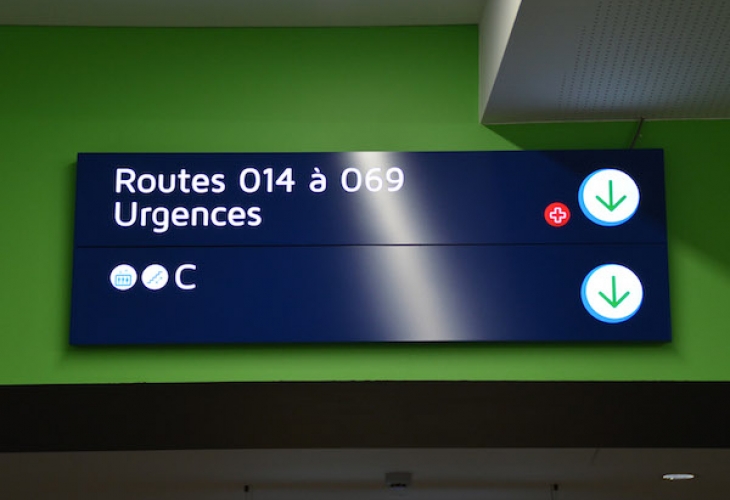 Routes 014 à 069
Urgences
C